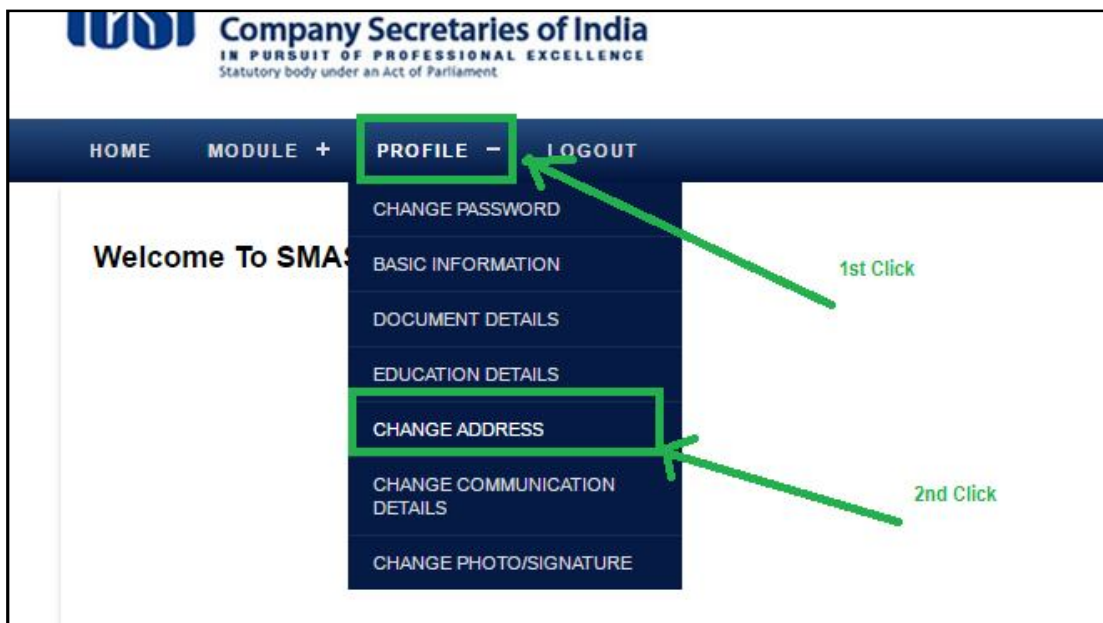 Company Secretaries of India
IN PURSUIT OF PROFESSIONAL EXCELLENCE
Statutory body under an Act of Parliament
HOME MODULE + PROFILE – LOGOUT
CHANGE PASSWORD
Welcome To
BASIC INFORMATION
1st Click
DOCUMENT DETAILS
EDUCATION DETAILS
CHANGE ADDRESS
CHANGE COMMUNICATION
DETAILS
2nd Click
CHANGE PHOTO/SIGNATURE